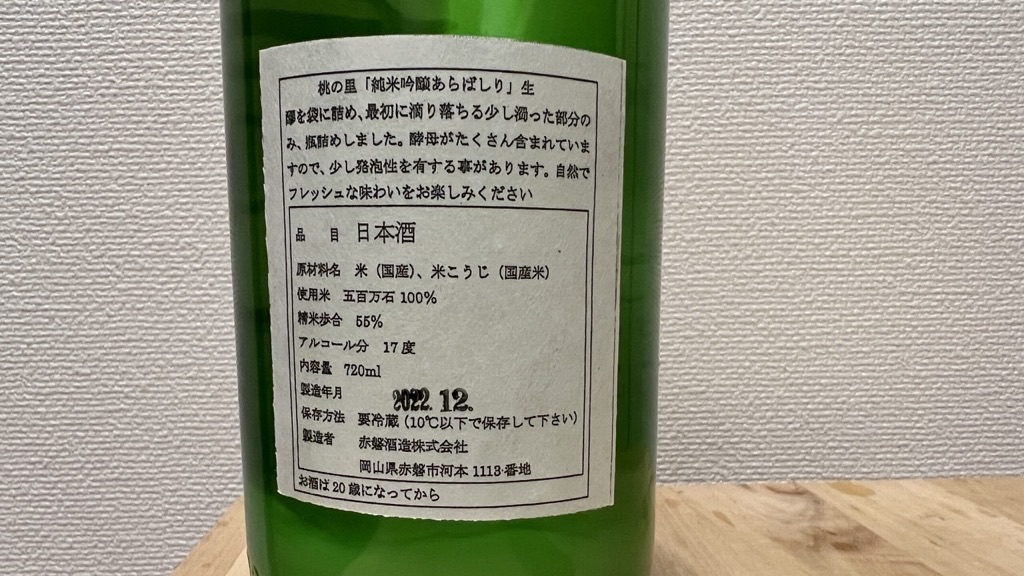 桃の里「純米吟醸あらばしり」生
醪を袋に詰め、最初に滴り落ちる少し濁った部分の
み、瓶詰めしました。酵母がたくさん含まれていま
すので、少し発泡性を有する事があります。自然で
フレッシュな味わいをお楽しみください
品 目 日本酒
原材料名 米（国産）、米こうじ（国産米）
使用米 五百万石 100%
精米歩合 55%
アルコール分 17度
内容量 720ml
製造年月 2022. 12.
保存方法 要冷蔵（10℃以下で保存して下さい）
製造者 赤磐酒造株式会社
岡山県赤磐市河本 1113 番地
お酒は20歳になってから